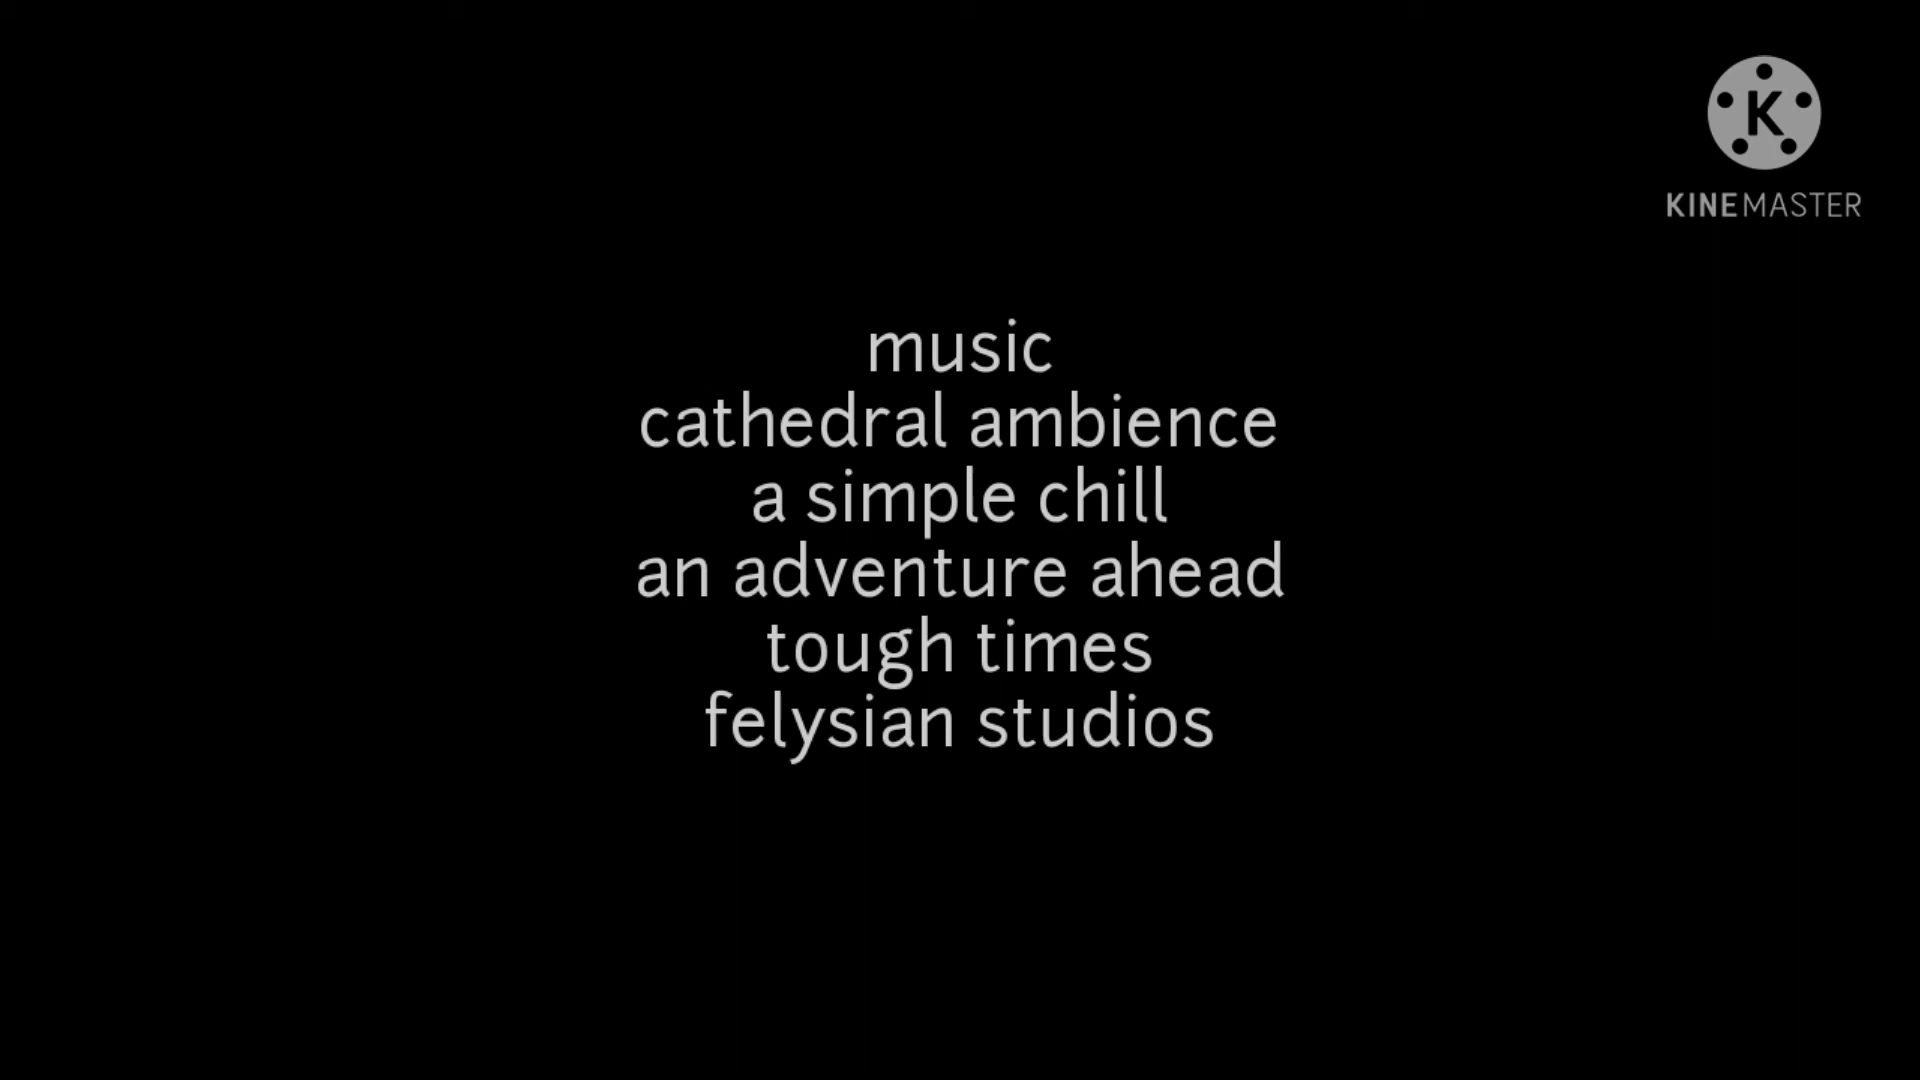 K
KINEMASTER
music
cathedral ambience
a simple chill
an adventure ahead
tough times
felysian studios